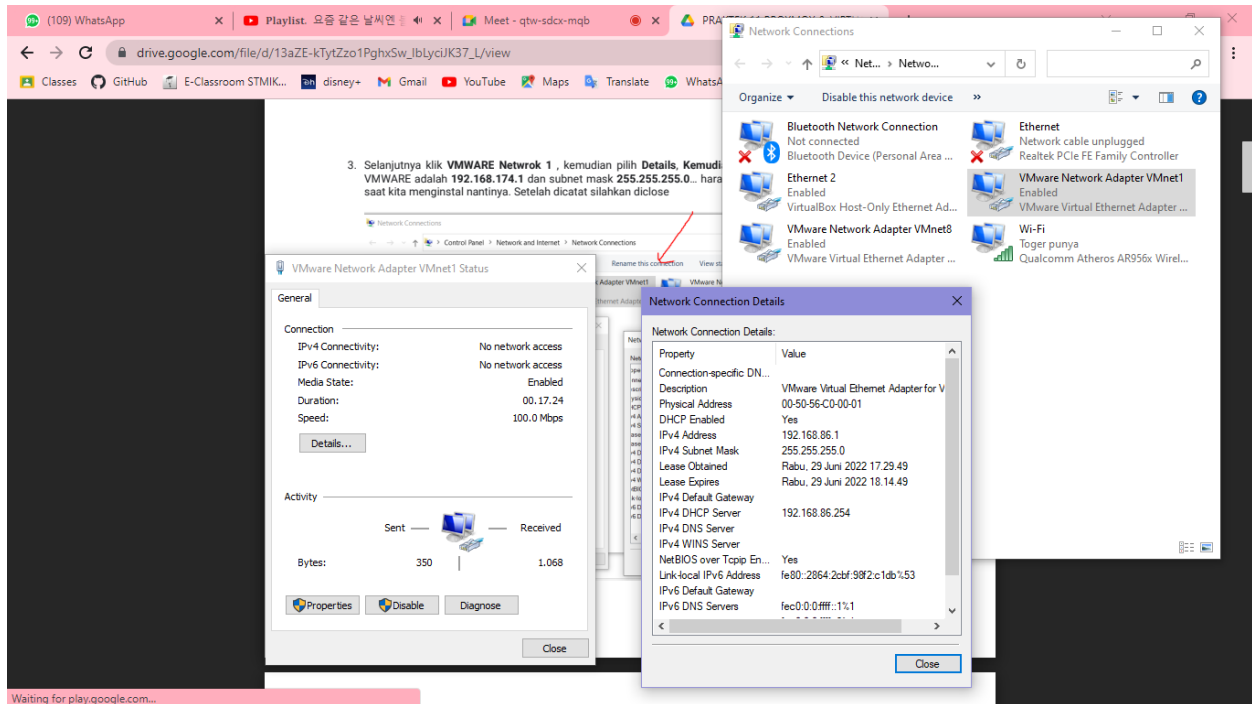 (109) WhatsApp
Playlist. 요즘 같은 날씨엔
Meet - qtw-sdcx-mqb
drive.google.com/file/d/13aZE-kTytZzo1PghxSw_IbLyciJK37_L/view
Classes GitHub E-Classroom STMIK... disney+ Gmail YouTube Maps Translate
3. Selanjutnya klik VMWARE Netwrok 1 , kemudian pilih Details,
VMWARE adalah 192.168.174.1 dan subnet mask 255.255.255.0...
saat kita menginstal nantinya. Setelah dicatat silahkan diclose
Network Connections
Control Panel > Network and Internet > Network Connections
Rename this connection
Adapter VMnet1
Network Connections
« Net... › Netwo...
Organize
Disable this network device
»
Bluetooth Network Connection
Not connected
Bluetooth Device (Personal Area ...
Ethernet
Network cable unplugged
Realtek PCIe FE Family Controller
Ethernet 2
Enabled
VirtualBox Host-Only Ethernet Ad...
VMware Network Adapter VMnet1
Enabled
VMware Virtual Ethernet Adapter ...
VMware Network Adapter VMnet8
Enabled
VMware Virtual Ethernet Adapter ...
Wi-Fi
Toger punya
Qualcomm Atheros AR956x Wirel...
VMware Network Adapter VMnet1 Status
General
Connection
IPv4 Connectivity: No network access
IPv6 Connectivity: No network access
Media State: Enabled
Duration: 00.17.24
Speed: 100.0 Mbps
Details...
Activity
Sent — — Received
Bytes: 350 1.068
Properties Disable Diagnose
Close
Network Connection Details
Network Connection Details:
Property Value
Connection-specific DN...
Description VMware Virtual Ethernet Adapter for V
Physical Address 00-50-56-C0-00-01
DHCP Enabled Yes
IPv4 Address 192.168.86.1
IPv4 Subnet Mask 255.255.255.0
Lease Obtained Rabu, 29 Juni 2022 17.29.49
Lease Expires Rabu, 29 Juni 2022 18.14.49
IPv4 Default Gateway
IPv4 DHCP Server 192.168.86.254
IPv4 DNS Server
IPv4 WINS Server
NetBIOS over Tcpip En... Yes
Link-local IPv6 Address fe80::2864:2cbf:98f2:c1db%53
IPv6 Default Gateway
IPv6 DNS Servers fec0:0:0:ffff::1%1
Close
Waiting for play.google.com...